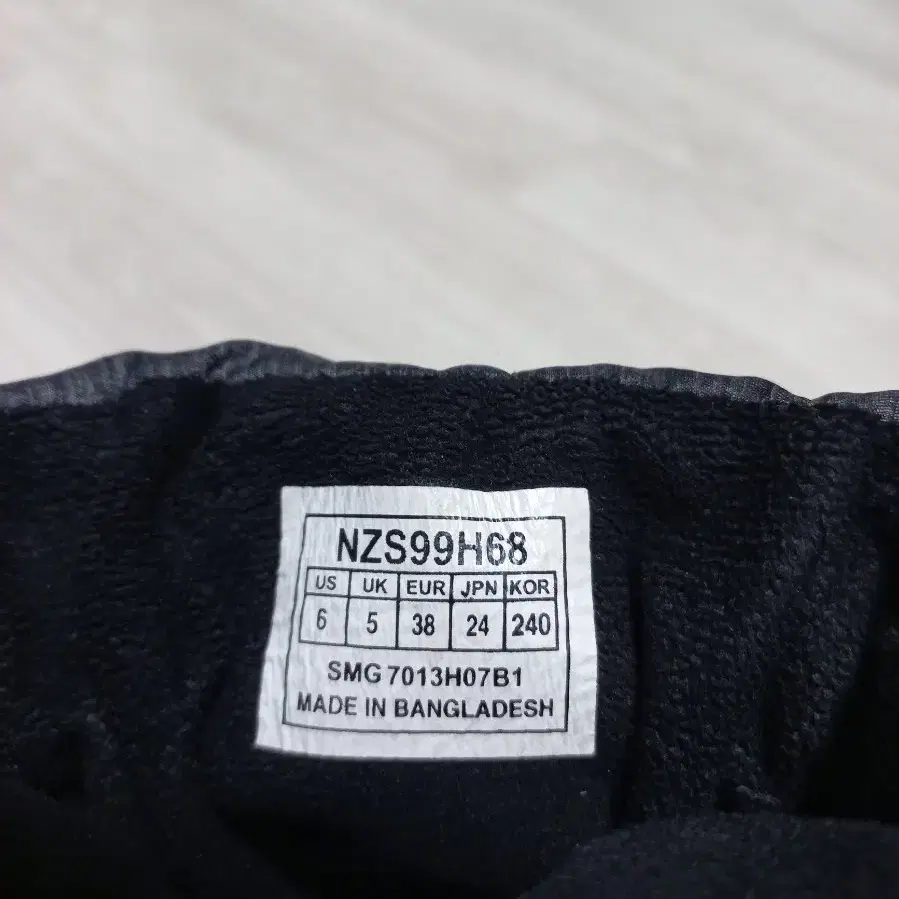 NZS99H68
US UK EUR JPN KOR
6 5 38 24 240
SMG 7013H07B1
MADE IN BANGLADESH